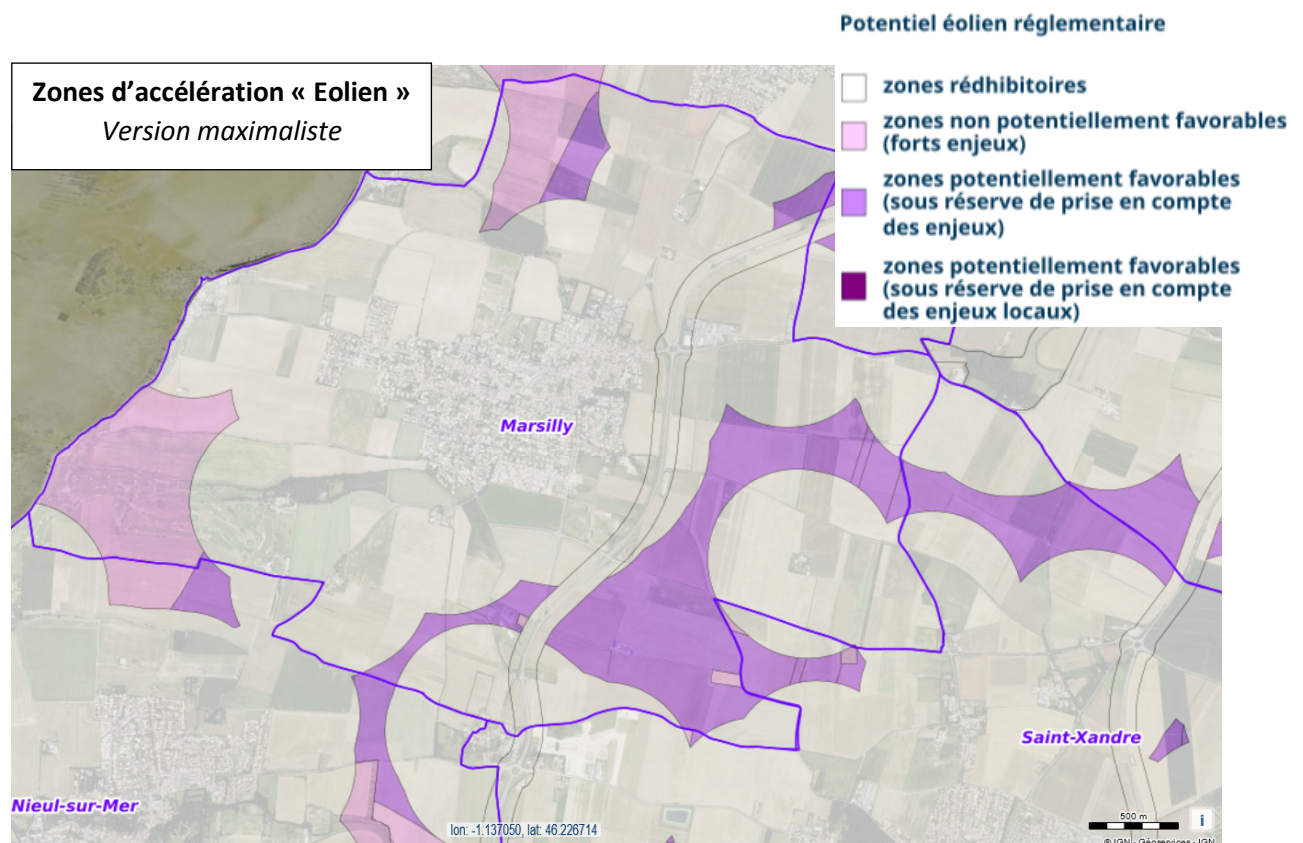 Potentiel éolien réglementaire
Zones d’accélération « Eolien »
Version maximaliste
zones rédhibitoires
zones non potentiellement favorables
(forts enjeux)
zones potentiellement favorables
(sous réserve de prise en compte
des enjeux)
zones potentiellement favorables
(sous réserve de prise en compte
des enjeux locaux)
Marsilly
Saint-Xandre
Nieul-sur-Mer
lon: -1.137050, lat: 46.226714
500 m
i
© IGN - Géoservices - IGN